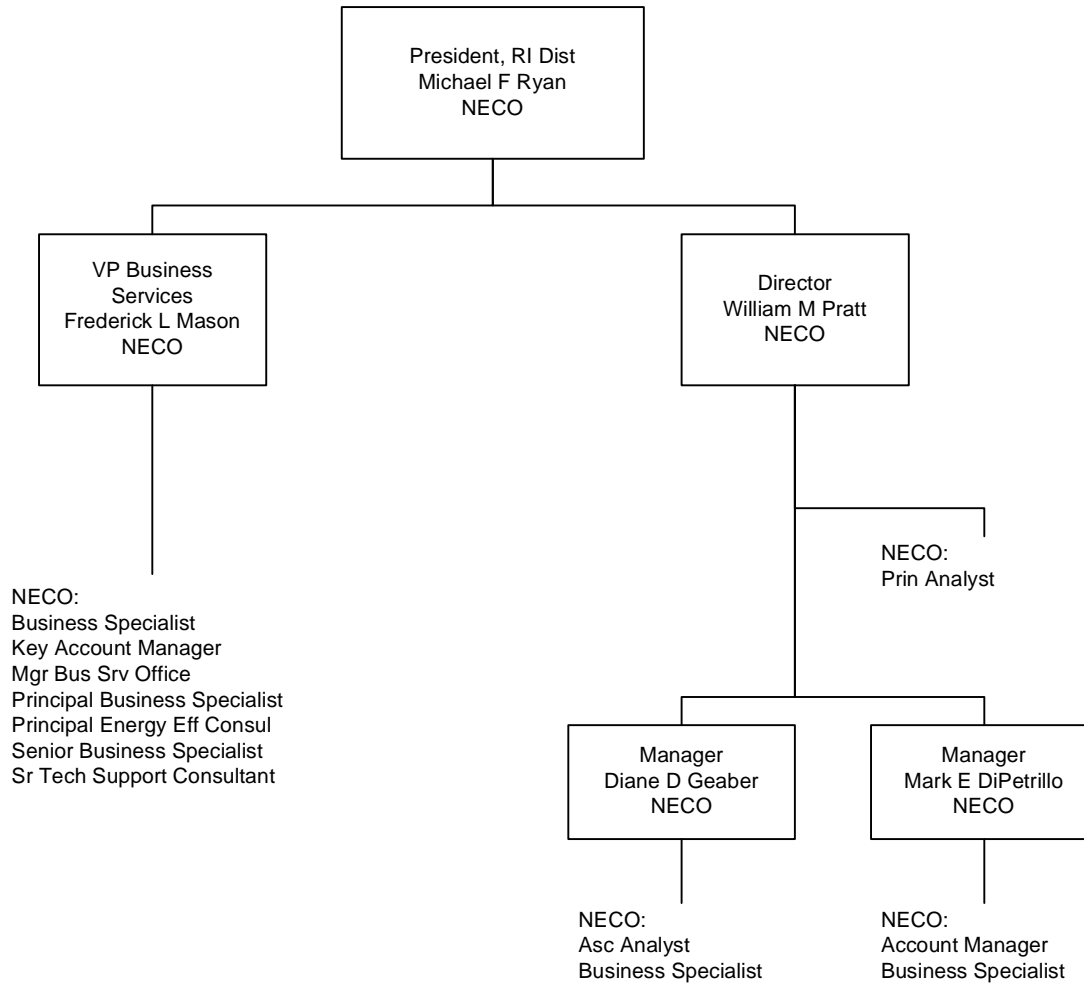 President, RI Dist
Michael F Ryan
NECO
VP Business
Services
Frederick L Mason
NECO
Director
William M Pratt
NECO
NECO:
Business Specialist
Key Account Manager
Mgr Bus Srv Office
Principal Business Specialist
Principal Energy Eff Consul
Senior Business Specialist
Sr Tech Support Consultant
NECO:
Prin Analyst
Manager
Diane D Geaber
NECO
Manager
Mark E DiPetrillo
NECO
NECO:
Asc Analyst
Business Specialist
NECO:
Account Manager
Business Specialist